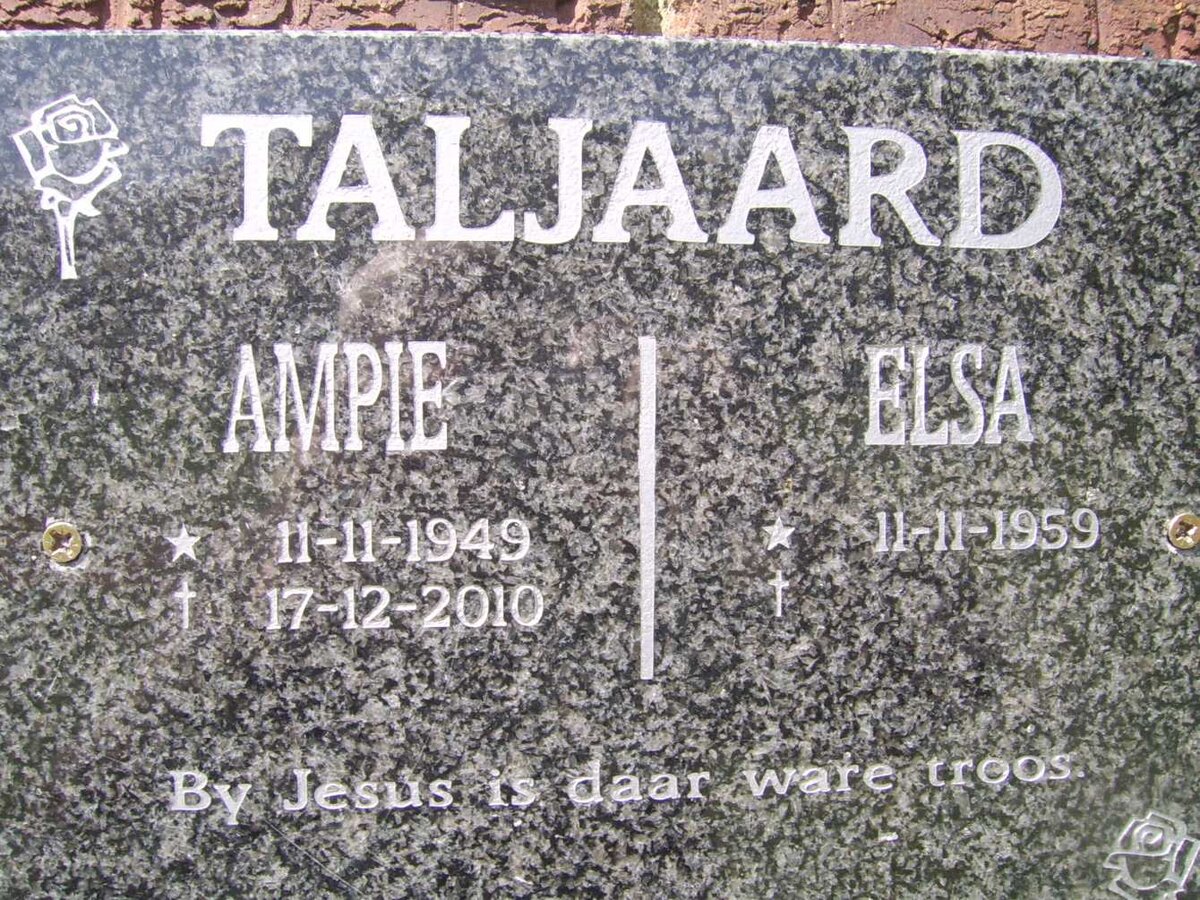 TALJAARD
AMPIE
★ 11-11-1949
† 17-12-2010
ELSA
★ 11-11-1959
†
By Jesus is daar ware troos.